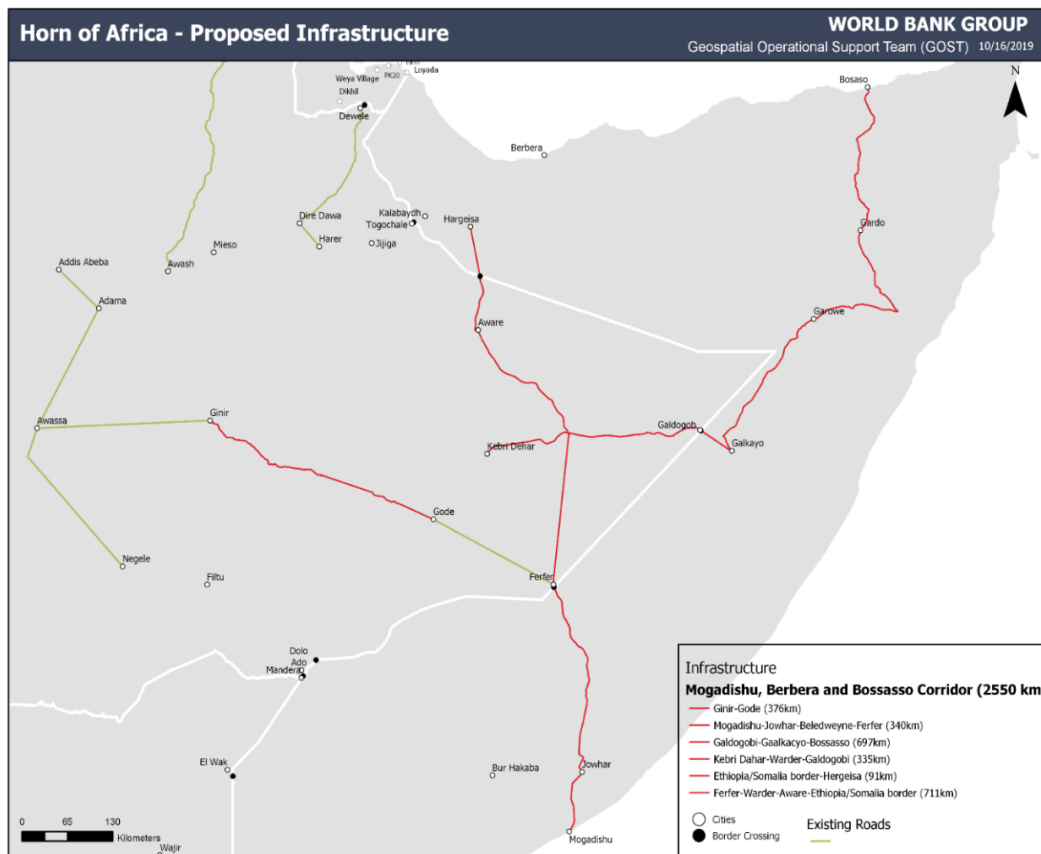 Horn of Africa - Proposed Infrastructure
WORLD BANK GROUP
Geospatial Operational Support Team (GOST) 10/16/2019
N
Weya Village
PK20
Loyada
Dikhil
Dewele
Bosaso
Berbera
Dire Dawa
Harer
Kalabaydh
Togochale
Jijiga
Hargeisa
Gardo
Mieso
Addis Abeba
Awash
Adama
Aware
Garowe
Awassa
Ginir
Kebri Dehar
Galdogob
Galkayo
Gode
Negele
Filtu
Ferfer
Dolo
Ado
Mandera
El Wak
Bur Hakaba
Jowhar
Mogadishu
Wajir
0 65 130
Kilometers
Infrastructure
Mogadishu, Berbera and Bossasso Corridor (2550 km
Ginir-Gode (376km)
Mogadishu-Jowhar-Beledweyne-Ferfer (340km)
Galdogobi-Gaalkacyo-Bossasso (697km)
Kebri Dahar-Warder-Galdogobi (335km)
Ethiopia/Somalia border-Hergeisa (91km)
Ferfer-Warder-Aware-Ethiopia/Somalia border (711km)
Cities
Border Crossing
Existing Roads